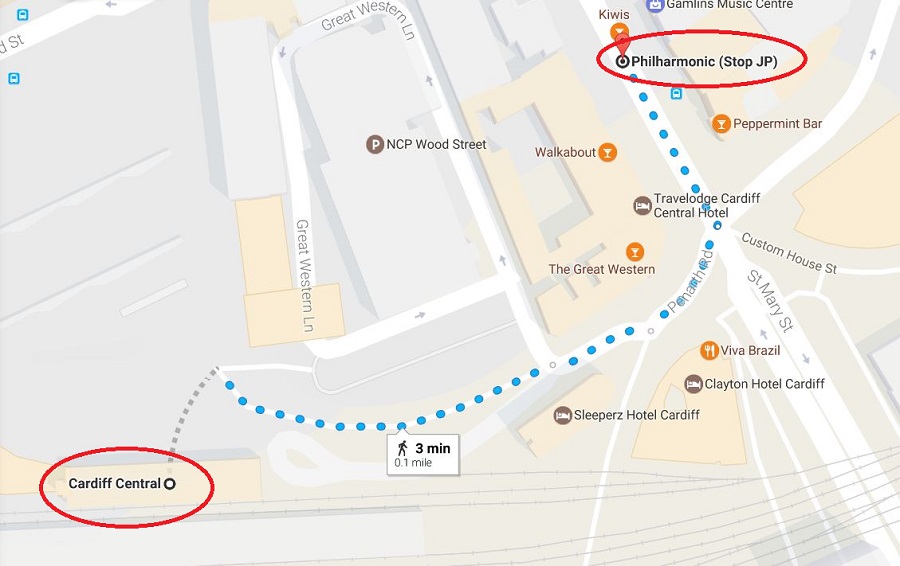 Great Western Ln
Gamlins Music Centre
Kiwis
d St
Philharmonic (Stop JP)
P
NCP Wood Street
Peppermint Bar
Walkabout
Travelodge Cardiff
Central Hotel
Great Western Ln
Custom House St
The Great Western
Penarth Rd
St Mary St
Viva Brazil
Clayton Hotel Cardiff
Sleeperz Hotel Cardiff
3 min
0.1 mile
Cardiff Central